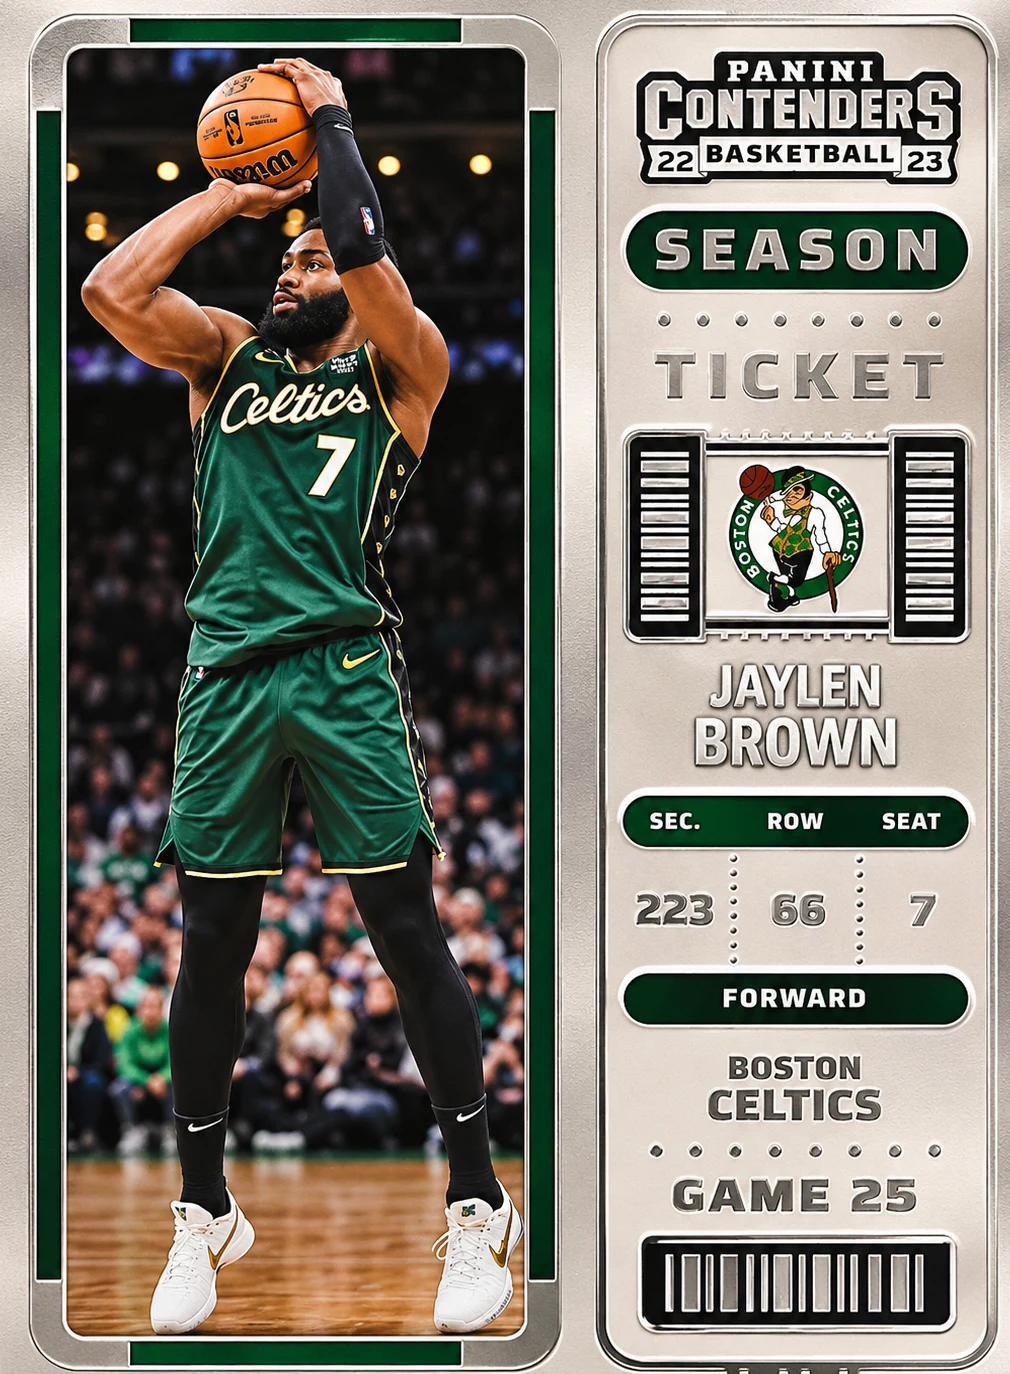 PANINI
CONTENDERS
22 BASKETBALL 23
SEASON
TICKET
Wilson
Celtics
7
BOSTON CELTICS
JAYLEN
BROWN
SEC. ROW SEAT
223 66 7
FORWARD
BOSTON
CELTICS
GAME 25